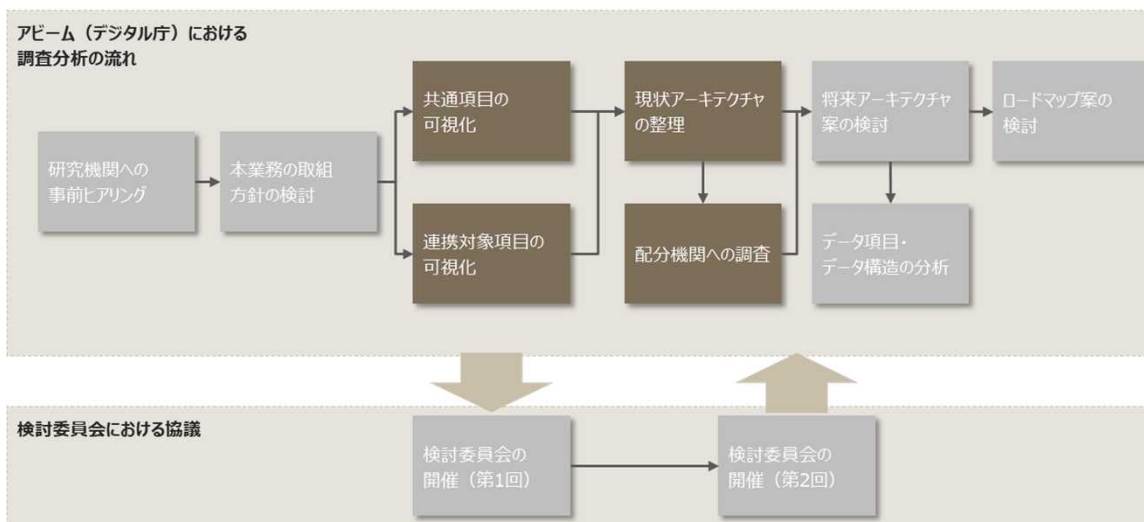 アビーム（デジタル庁）における
調査分析の流れ
研究機関への
事前ヒアリング
本業務の取組
方針の検討
共通項目の
可視化
連携対象項目の
可視化
現状アーキテクチャ
の整理
配分機関への調査
将来アーキテクチャ
案の検討
データ項目・
データ構造の分析
ロードマップ案の
検討
検討委員会における協議
検討委員会の
開催（第1回）
検討委員会の
開催（第2回）